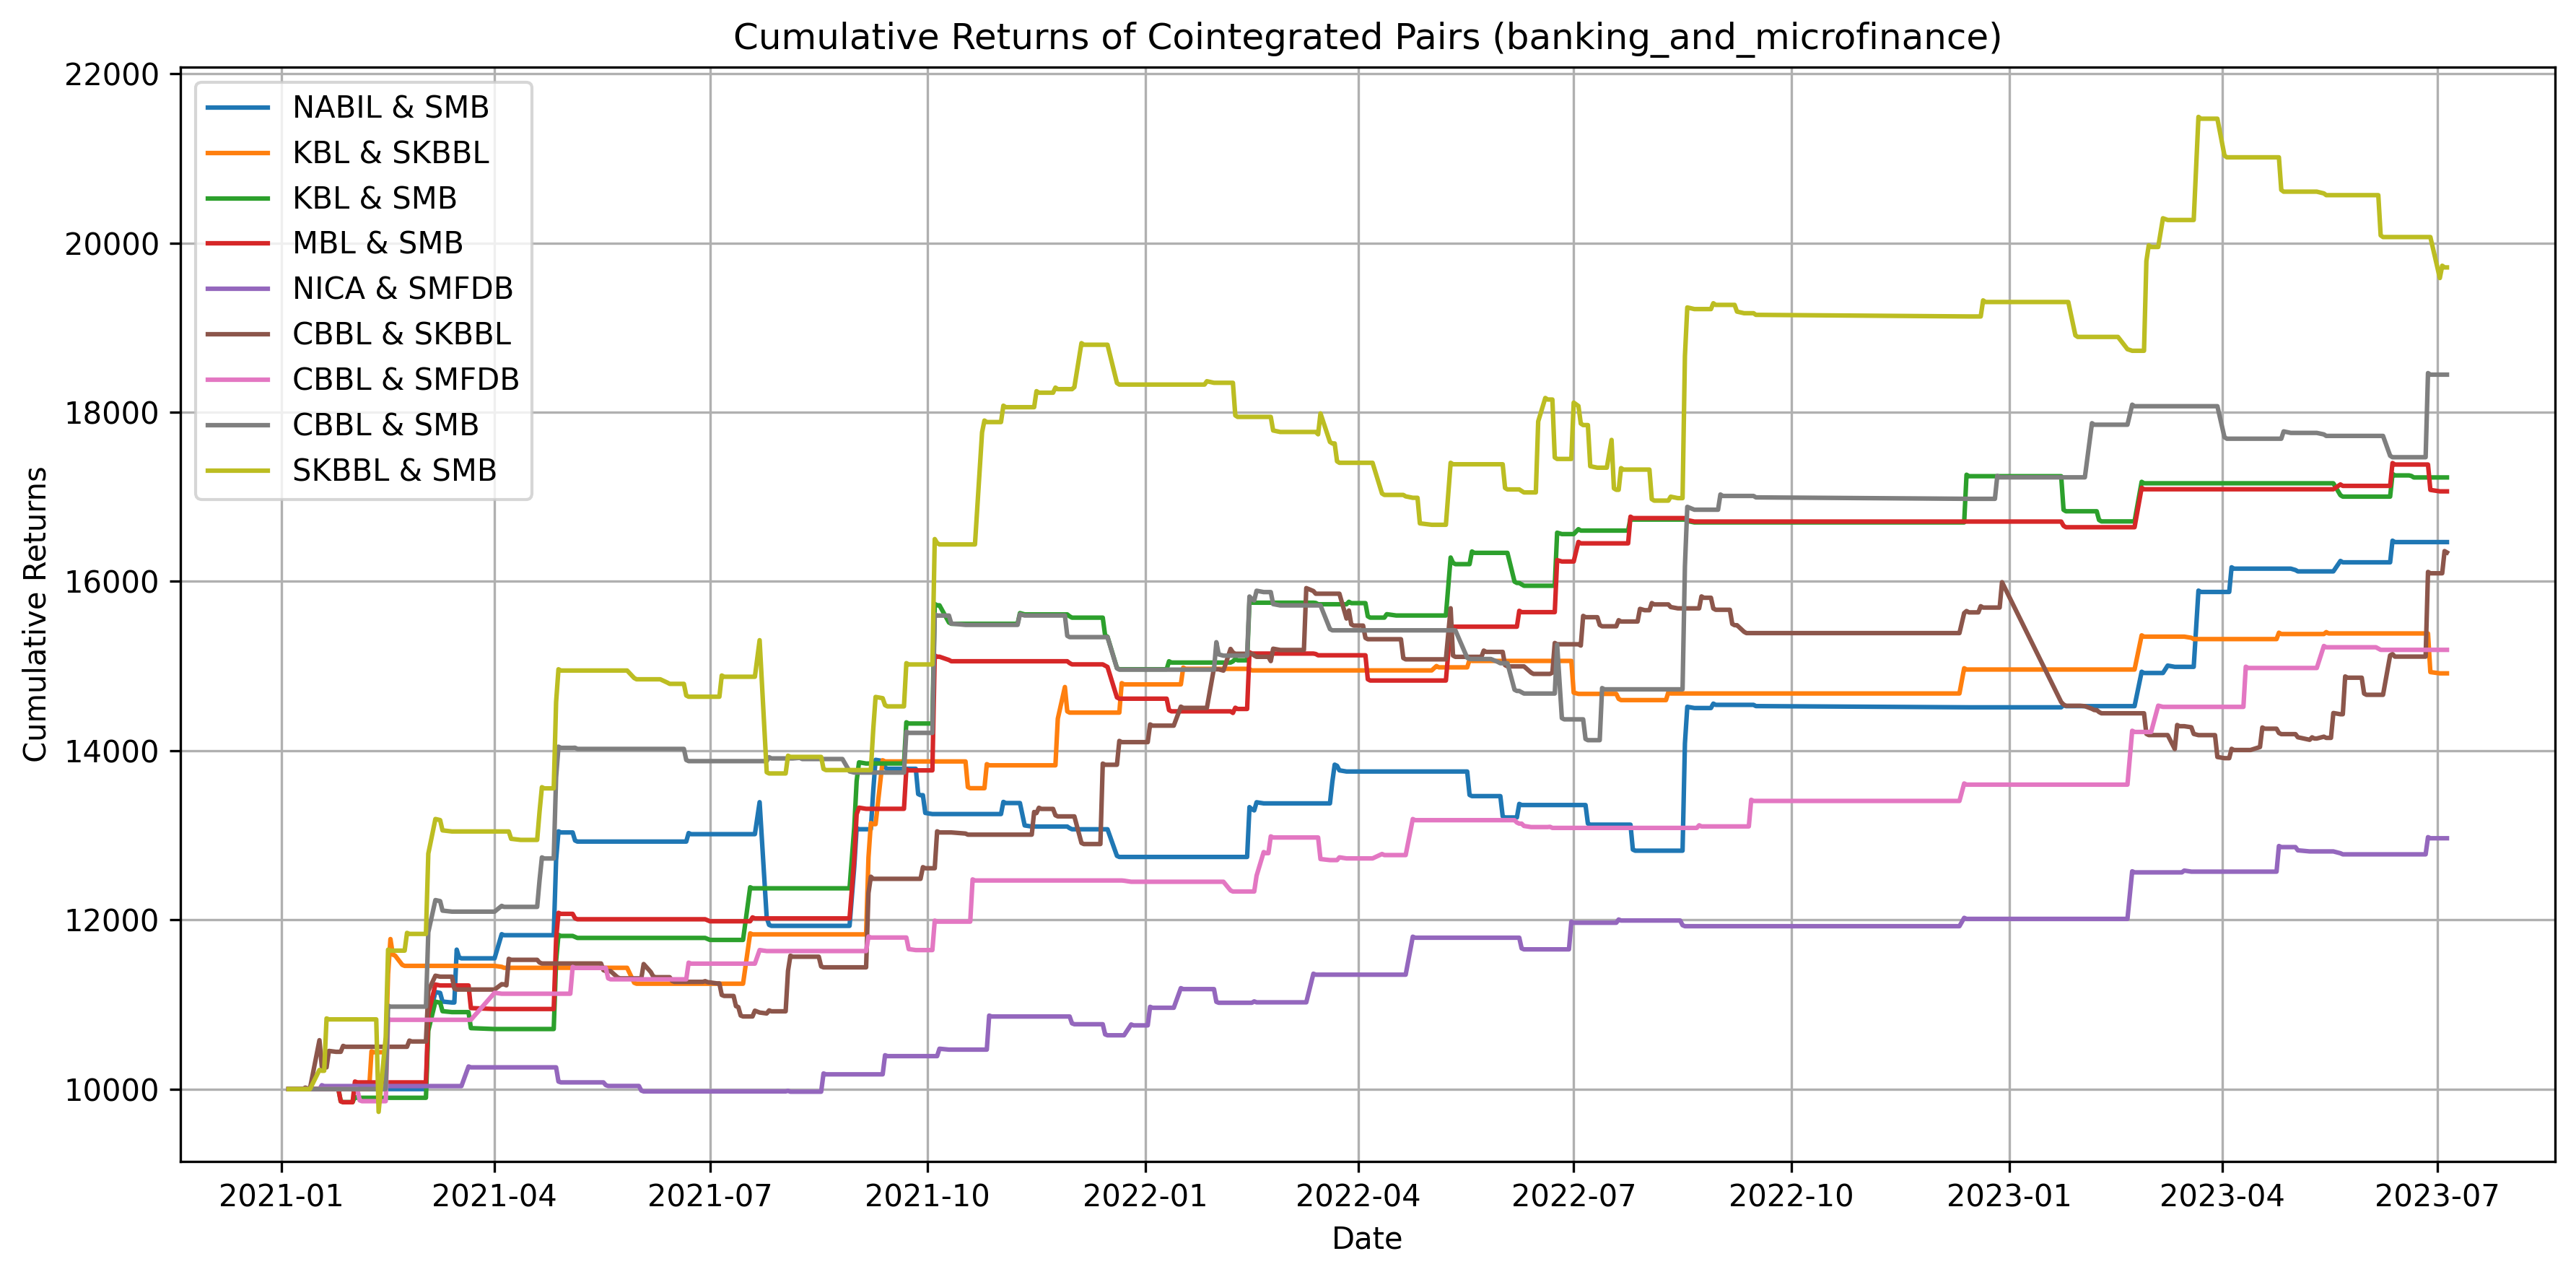 Cumulative Returns of Cointegrated Pairs (banking_and_microfinance)
22000
20000
18000
16000
14000
12000
10000
Cumulative Returns
NABIL & SMB
KBL & SKBBL
KBL & SMB
MBL & SMB
NICA & SMFDB
CBBL & SKBBL
CBBL & SMFDB
CBBL & SMB
SKBBL & SMB
2021-01 2021-04 2021-07 2021-10 2022-01 2022-04 2022-07 2022-10 2023-01 2023-04 2023-07
Date